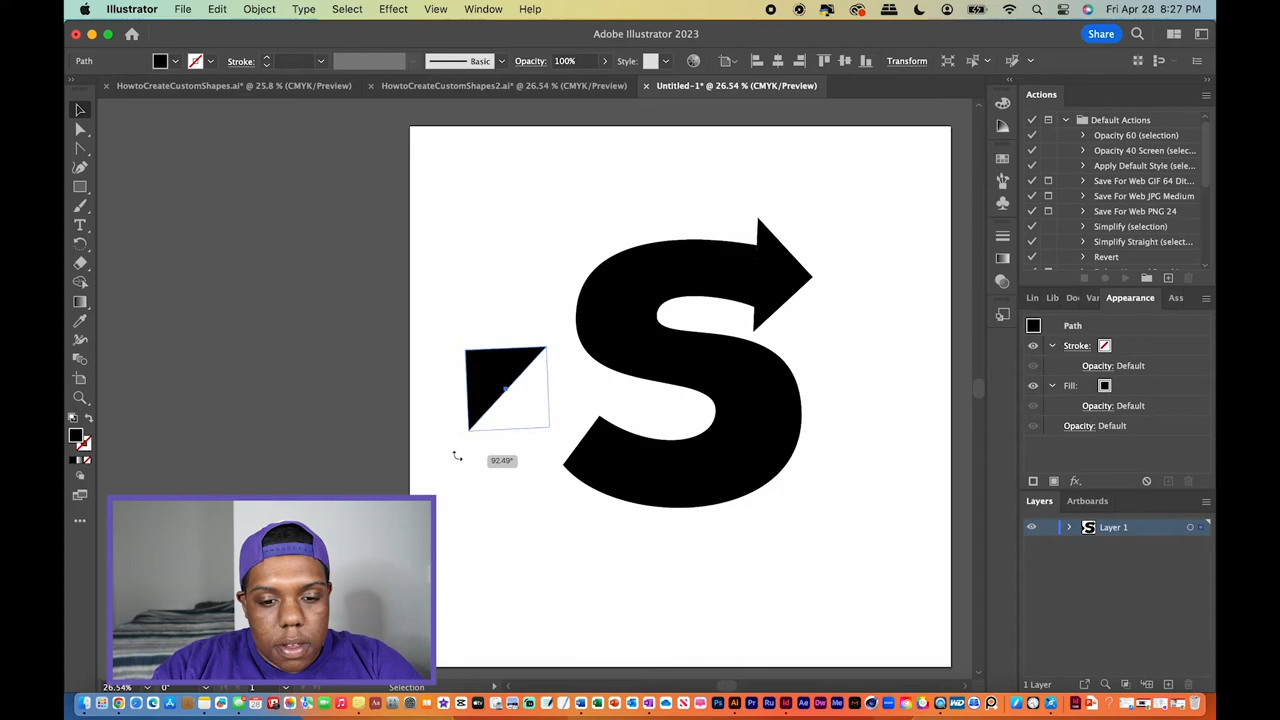 Illustrator File Edit Object Type Select Effect View Window Help Fri Apr 28 8:27 PM
Adobe Illustrator 2023 Share
Path Stroke: Basic Opacity: 100% Style: Transform
HowtoCreateCustomShapes.ai* @ 25.8 % (CMYK/Preview) HowtoCreateCustomShapes2.ai* @ 26.54 % (CMYK/Preview) Untitled-1* @ 26.54 % (CMYK/Preview)
Actions
Default Actions
Opacity 60 (selection)
Opacity 40 Screen (selec...
Apply Default Style (sele...
Save For Web GIF 64 Dit...
Save For Web JPG Medium
Save For Web PNG 24
Simplify (selection)
Simplify Straight (select...
Revert
Lin Lib Do Var Appearance Ass
Path
Stroke:
Opacity: Default
Fill:
Opacity: Default
Opacity: Default
S
92.49°
Layers Artboards
Layer 1
1 Layer
26.54% 0° 1 Selection